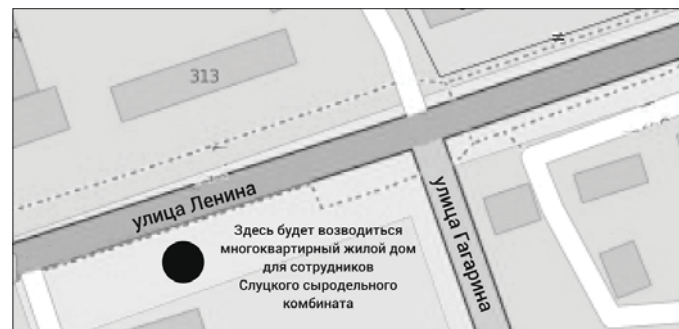 313
улица Ленина
улица Гагарина
Здесь будет возводиться
многоквартирный жилой дом
для сотрудников
Слуцкого сыродельного
комбината